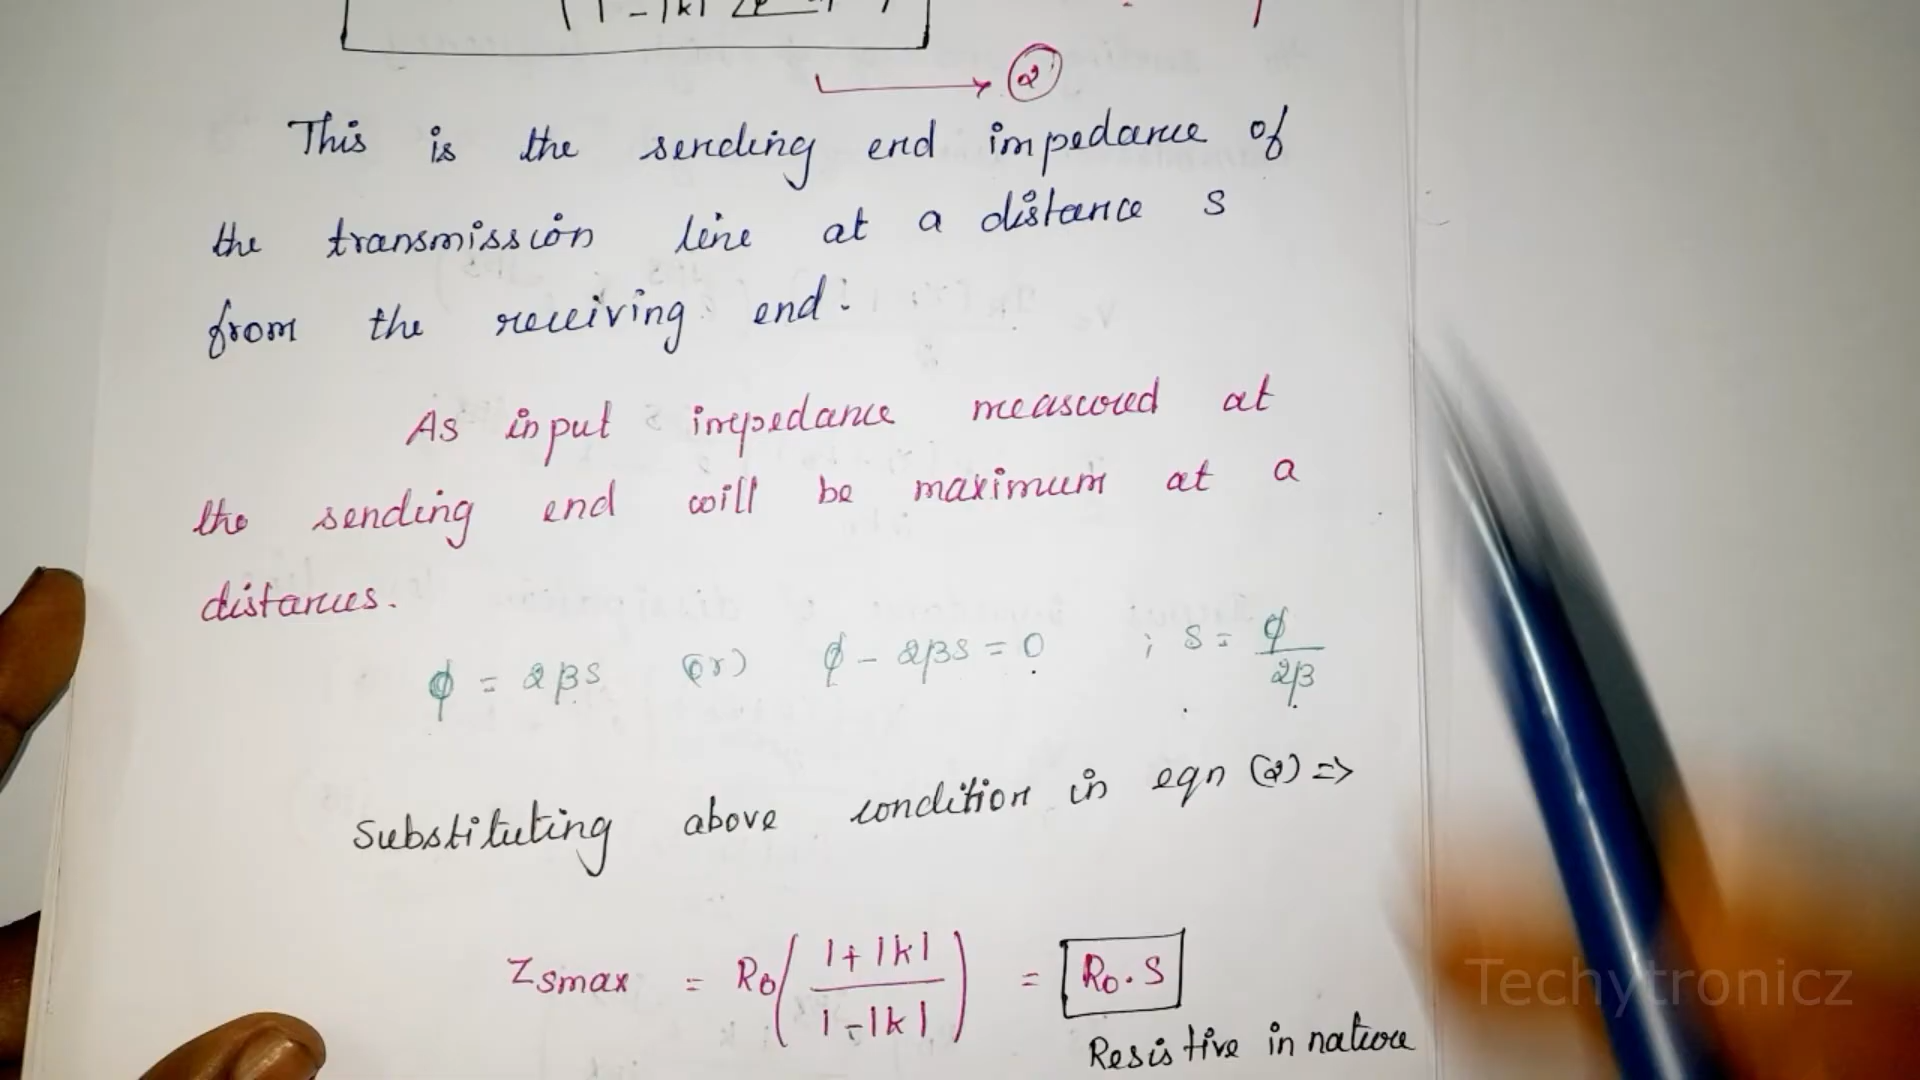 1 - |k|
2
This is the sending end impedance of
the transmission line at a distance s
from the receiving end.
As input impedance measured at
the sending end will be maximum at a
distances.
ϕ = 2βs (or) ϕ - 2βs = 0 ; s = ϕ/2β
Substituting above condition in eqn (2) =>
Zsmax = R0 ( 1+|k| / 1-|k| ) = R0 . S
Resistive in nature
Techytronicz